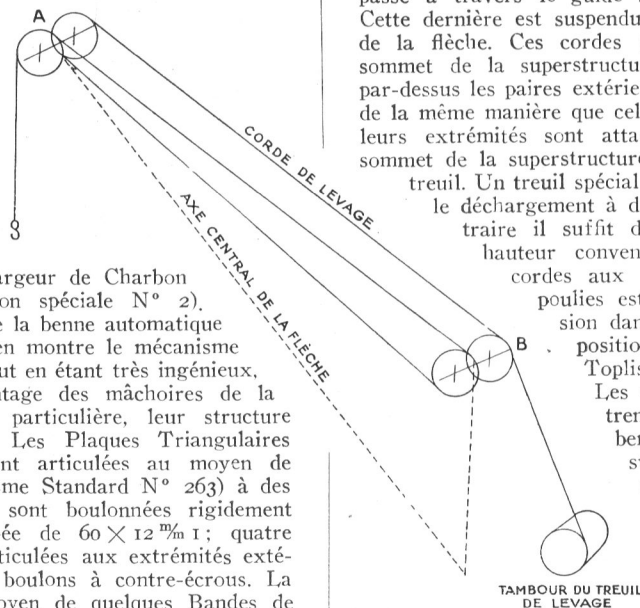 A
passe à travers le guide
Cette dernière est suspendu
de la flèche. Ces cordes
sommet de la superstructu
par-dessus les paires extérie
de la même manière que cel
leurs extrémités sont atta
sommet de la superstructure
treuil. Un treuil spécial
le déchargement à d
traire il suffit d
hauteur conven
cordes aux
poulies est
sion dan
positio
Toplis
Les
tren
ber
CORDE DE LEVAGE
AXE CENTRAL DE LA FLÈCHE
B
argeur de Charbon
on spéciale N° 2).
e la benne automatique
en montre le mécanisme
ut en étant très ingénieux,
tage des mâchoires de la
particulière, leur structure
Les Plaques Triangulaires
nt articulées au moyen de
me Standard N° 263) à des
sont boulonnées rigidement
ée de 60 × 12 m/m 1 ; quatre
ticulées aux extrémités exté-
boulons à contre-écrous. La
oyen de quelques Bandes de
TAMBOUR DU TREUIL
DE LEVAGE